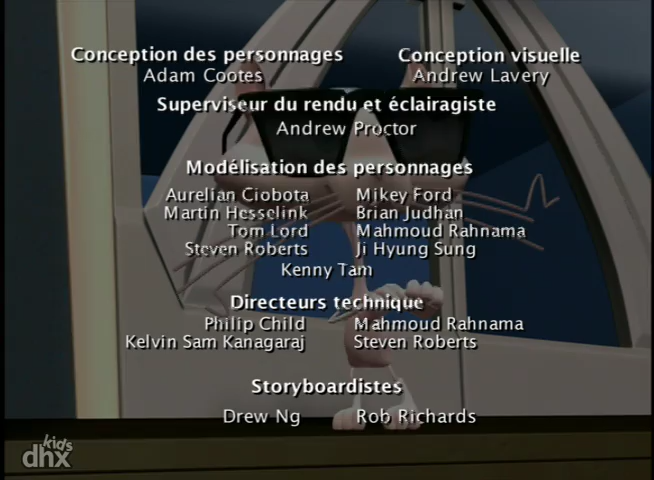 Conception des personnages Conception visuelle
Adam Cootes Andrew Lavery
Superviseur du rendu et éclairagiste
Andrew Proctor
Modélisation des personnages
Aurelian Ciobota Mikey Ford
Martin Hesselink Brian Judhan
Tom Lord Mahmoud Rahnama
Steven Roberts Ji Hyung Sung
Kenny Tam
Directeurs technique
Philip Child Mahmoud Rahnama
Kelvin Sam Kanagaraj Steven Roberts
Storyboardistes
Drew Ng Rob Richards
kids
dhx